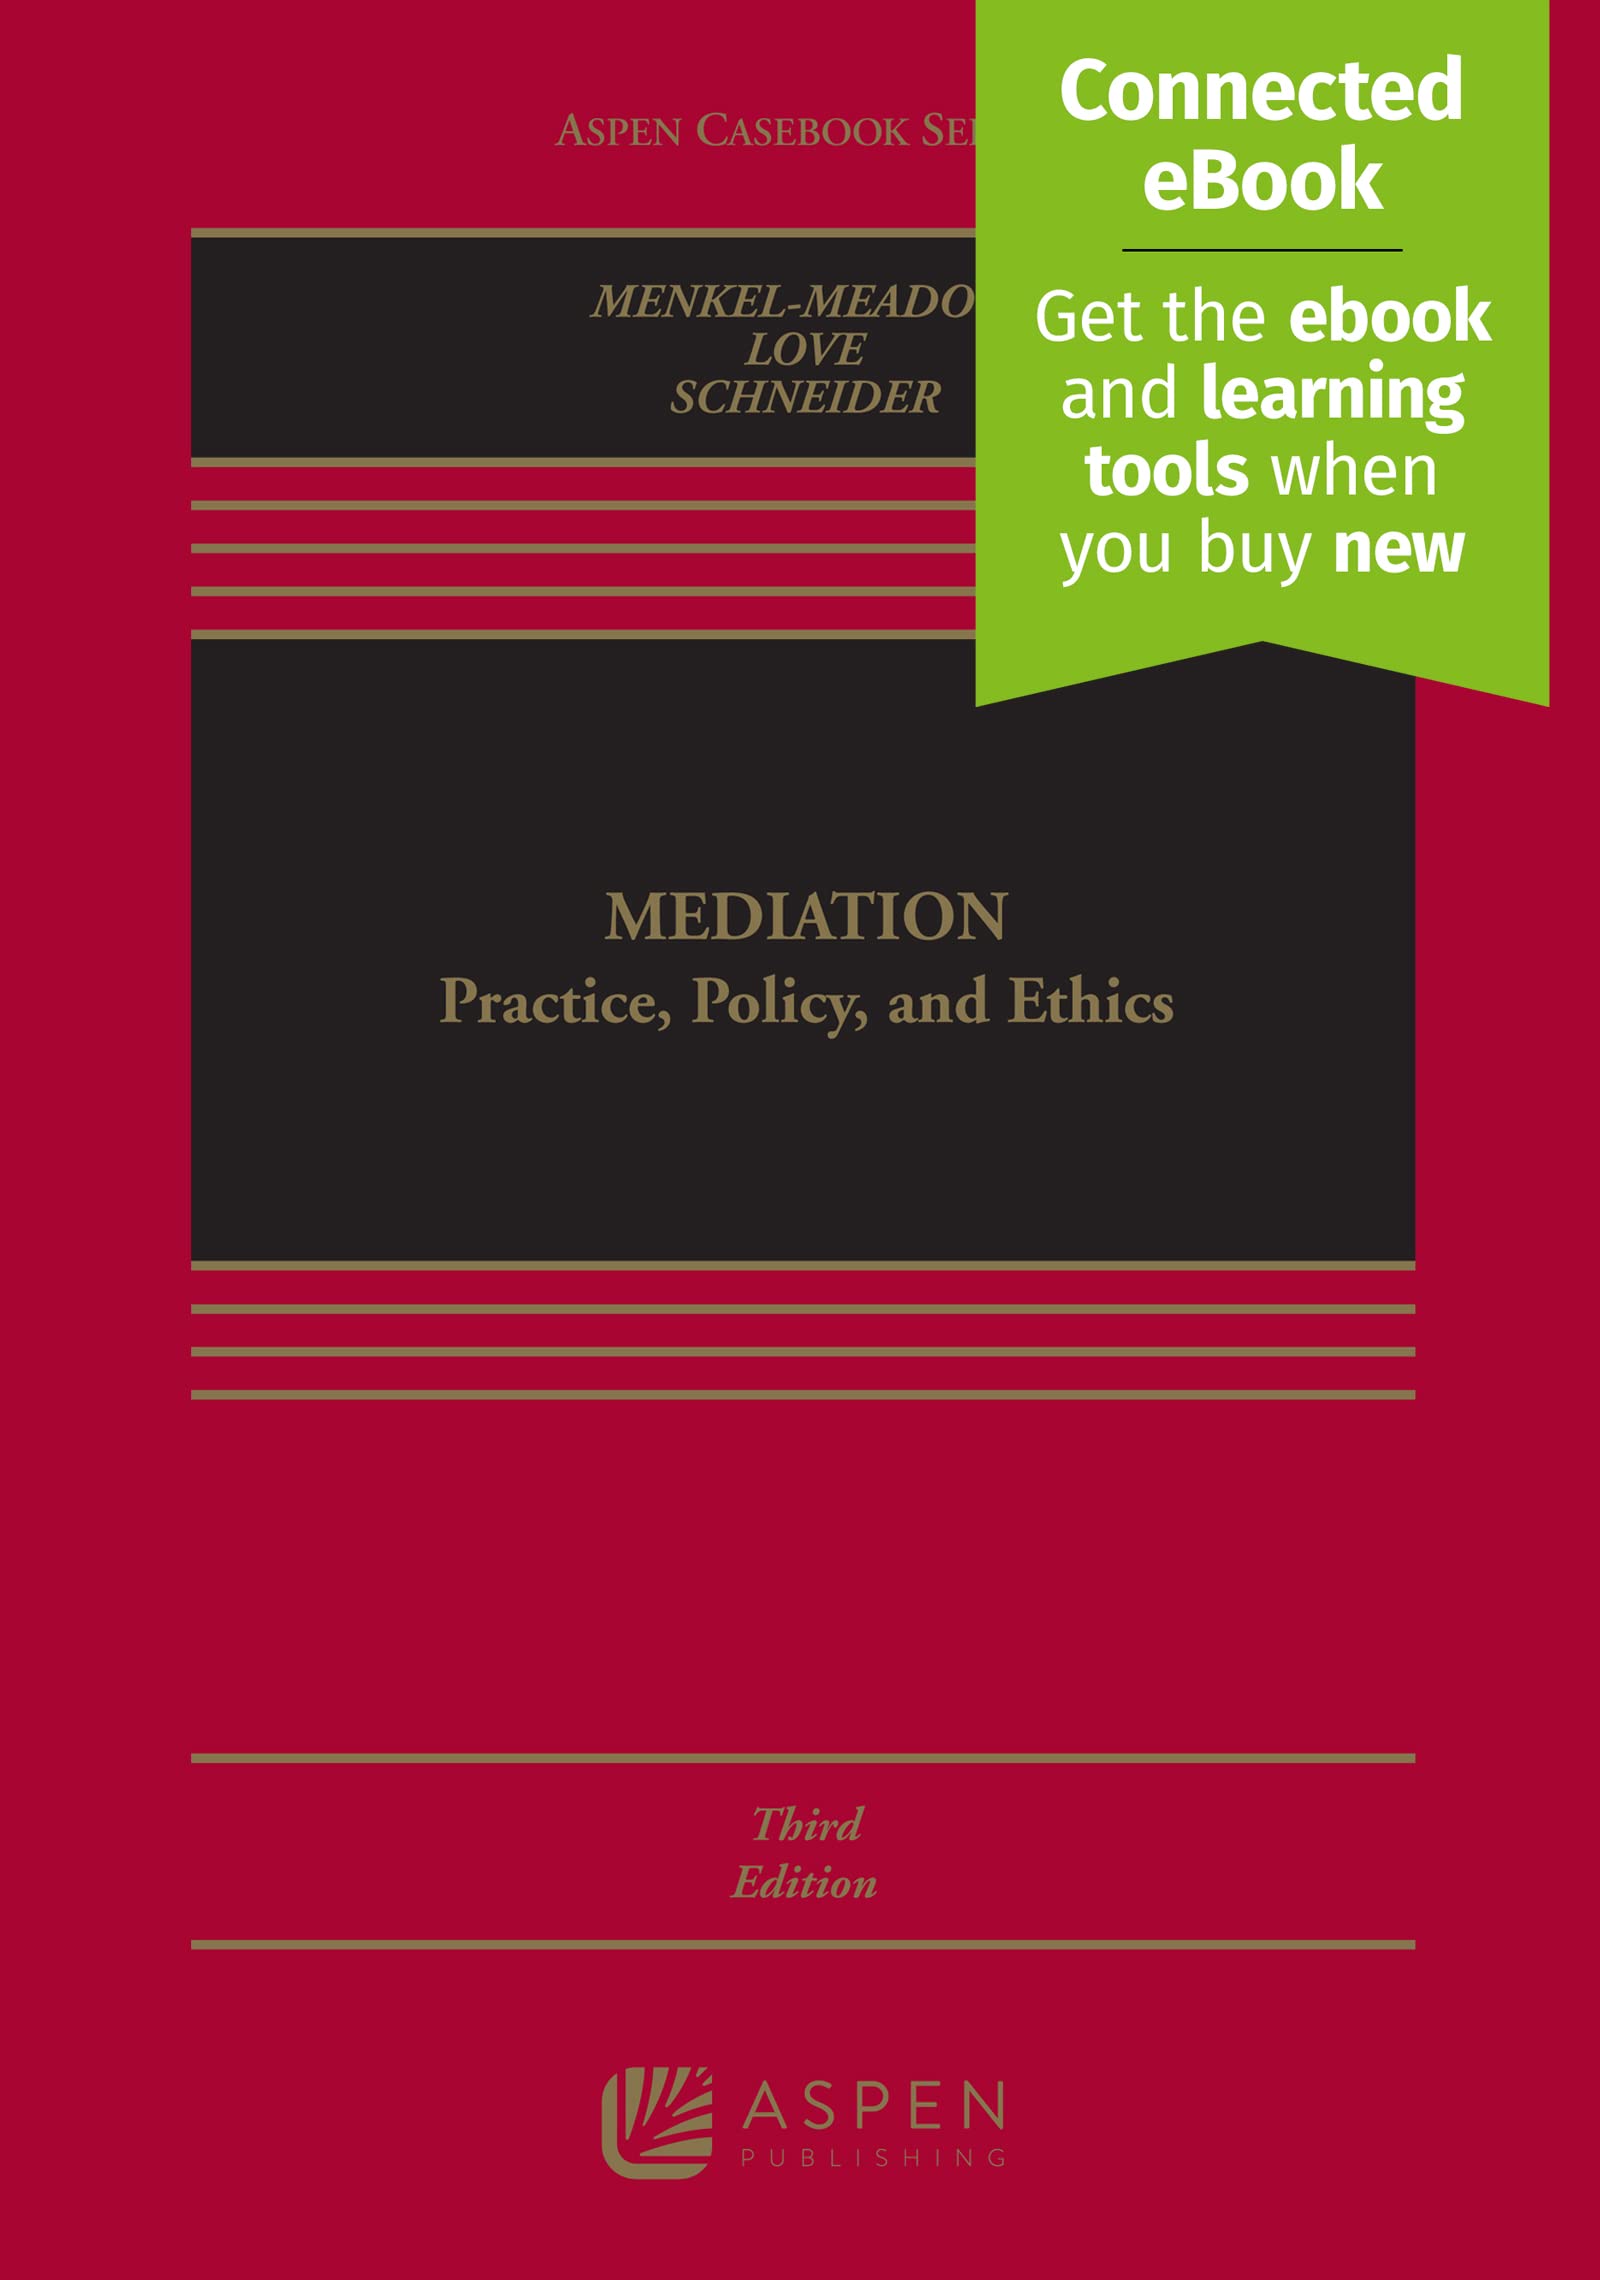 ASPEN CASEBOOK
MENKEL-MEADO
LOVE
SCHNEIDER
Connected
eBook
Get the ebook
and learning
tools when
you buy new
MEDIATION
Practice, Policy, and Ethics
Third
Edition
ASPEN
PUBLISHING